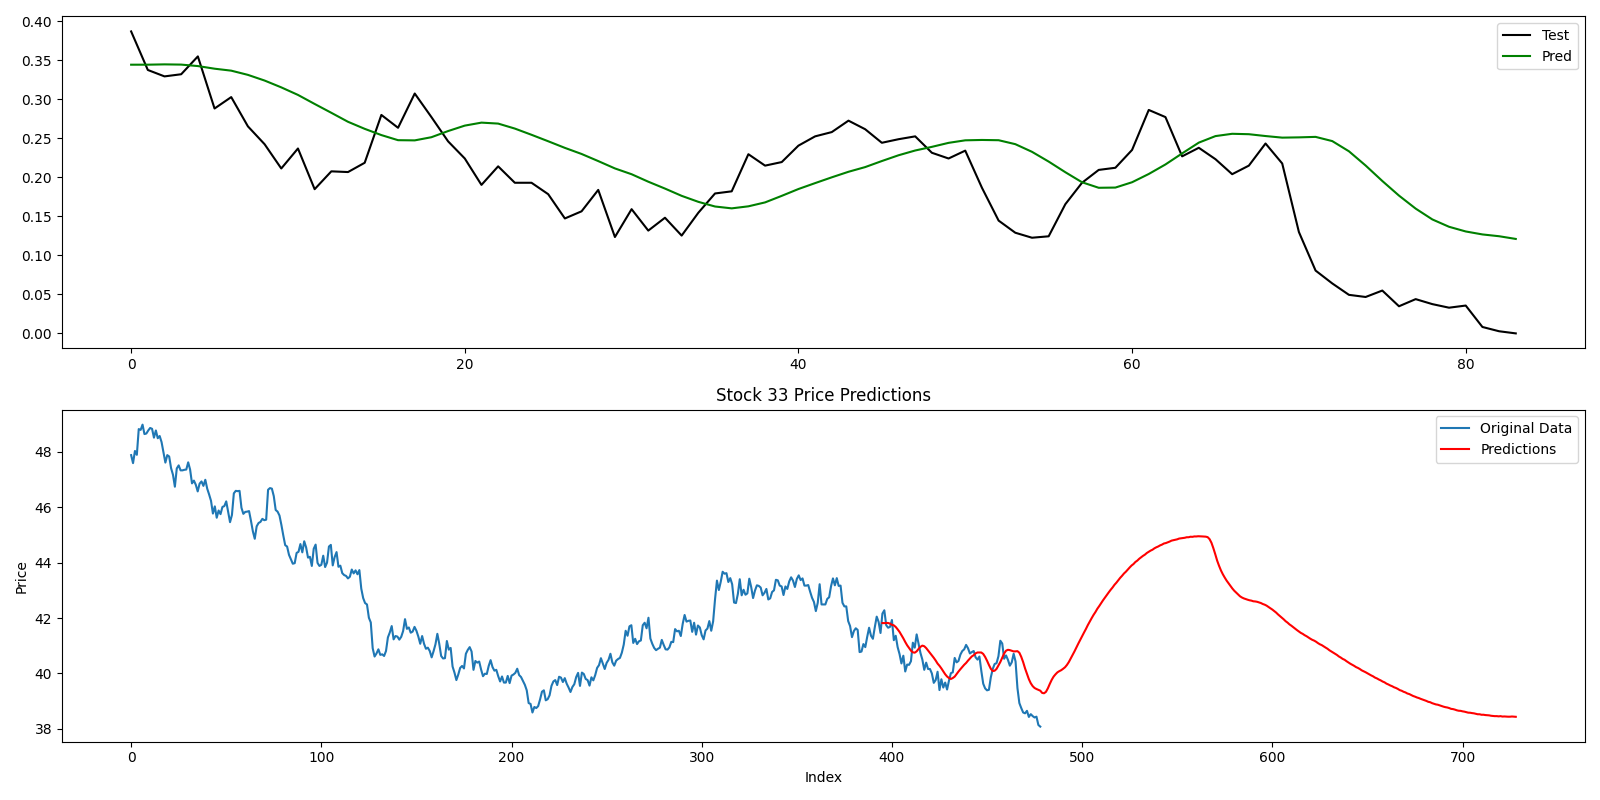 0.40
0.35
0.30
0.25
0.20
0.15
0.10
0.05
0.00
Test
Pred
0 20 40 60 80
Stock 33 Price Predictions
Original Data
Predictions
48
46
44
42
40
38
Price
0 100 200 300 400 500 600 700
Index